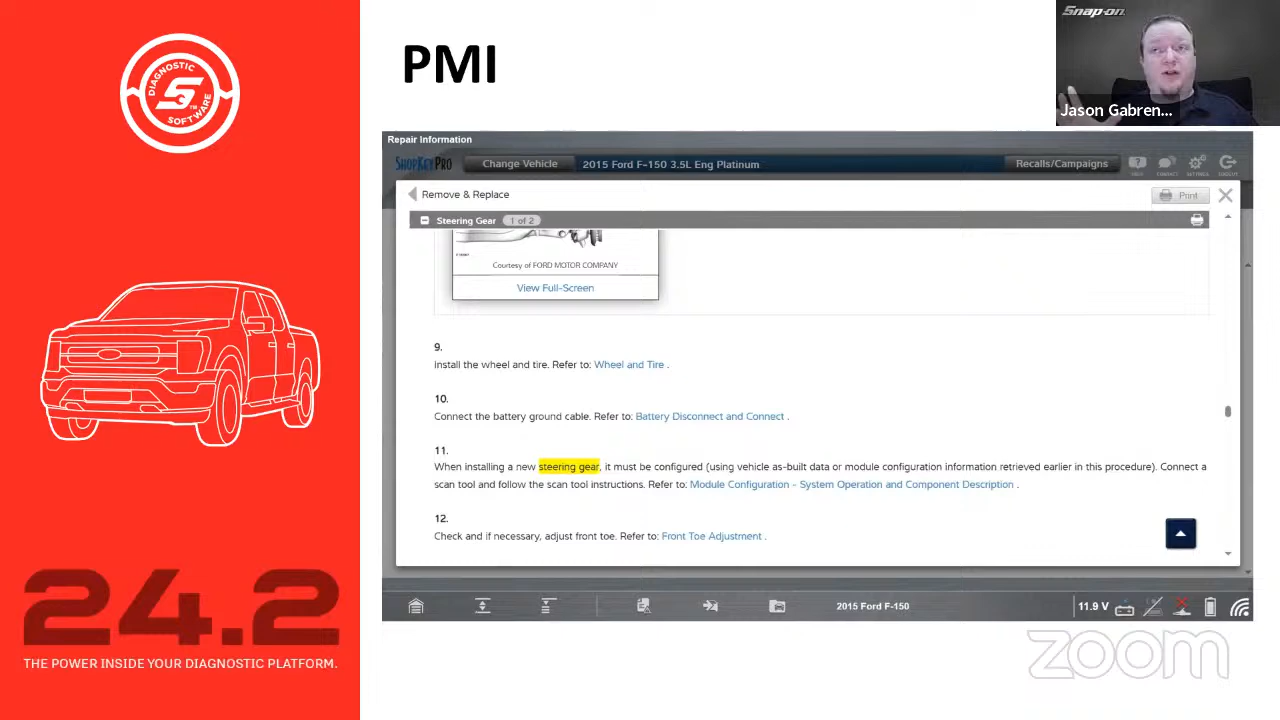 DIAGNOSTIC
SOFTWARE
24.2
THE POWER INSIDE YOUR DIAGNOSTIC PLATFORM.
PMI
Snap-on
Jason Gabren...
Repair Information
SHOPKEYPRO
Change Vehicle
2015 Ford F-150 3.5L Eng Platinum
Recalls/Campaigns
Remove & Replace
Print
Steering Gear 1 of 2
Courtesy of FORD MOTOR COMPANY
View Full-Screen
9.
Install the wheel and tire. Refer to: Wheel and Tire .
10.
Connect the battery ground cable. Refer to: Battery Disconnect and Connect .
11.
When installing a new steering gear, it must be configured (using vehicle as-built data or module configuration information retrieved earlier in this procedure). Connect a
scan tool and follow the scan tool instructions. Refer to: Module Configuration - System Operation and Component Description .
12.
Check and if necessary, adjust front toe. Refer to: Front Toe Adjustment .
2015 Ford F-150
11.9 V
zoom